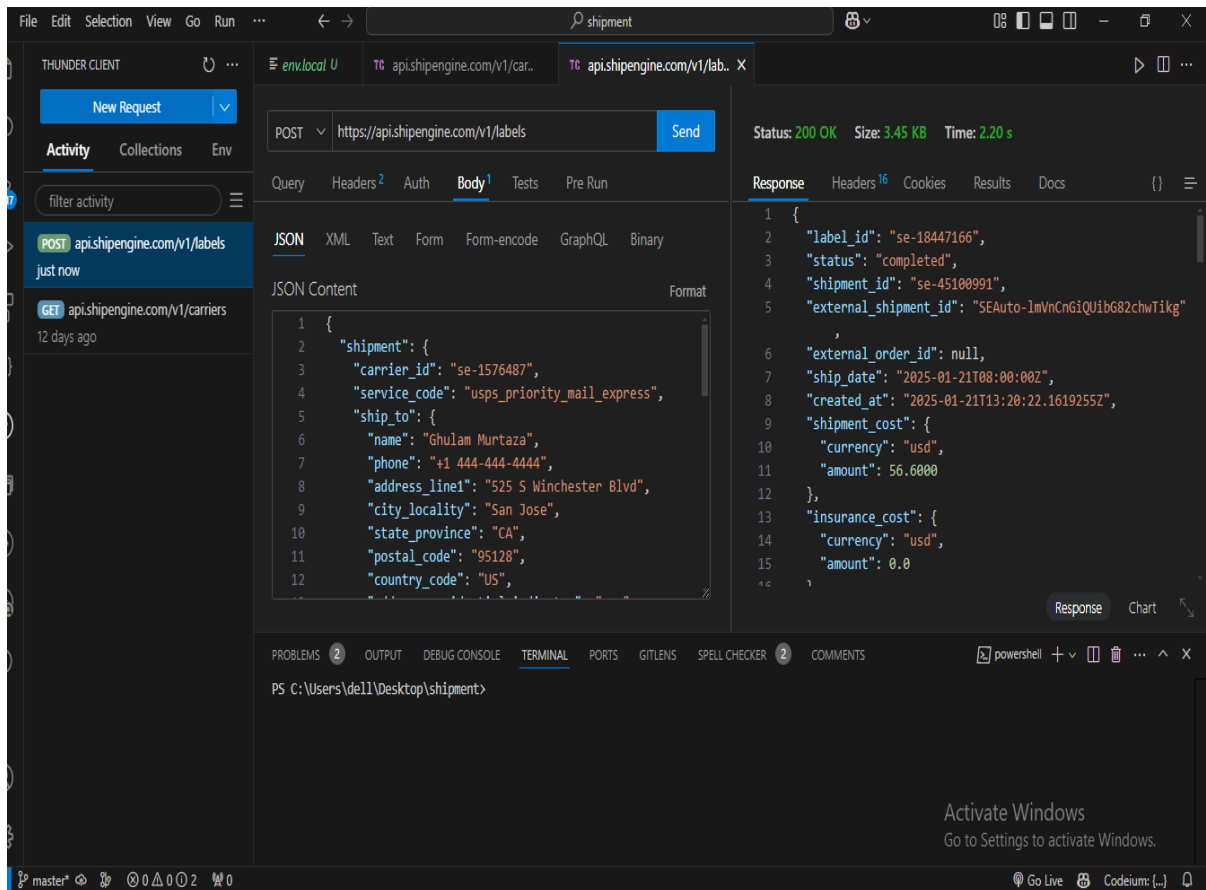 File Edit Selection View Go Run ... shipment
THUNDER CLIENT
New Request
Activity Collections Env
filter activity
POST api.shipengine.com/v1/labels
just now
GET api.shipengine.com/v1/carriers
12 days ago
env.local U TC api.shipengine.com/v1/car.. TC api.shipengine.com/v1/lab..
POST https://api.shipengine.com/v1/labels Send
Query Headers 2 Auth Body 1 Tests Pre Run
JSON XML Text Form Form-encode GraphQL Binary
JSON Content Format
1 {
2 "shipment": {
3 "carrier_id": "se-1576487",
4 "service_code": "usps_priority_mail_express",
5 "ship_to": {
6 "name": "Ghulam Murtaza",
7 "phone": "+1 444-444-4444",
8 "address_line1": "525 S Winchester Blvd",
9 "city_locality": "San Jose",
10 "state_province": "CA",
11 "postal_code": "95128",
12 "country_code": "US",
Status: 200 OK Size: 3.45 KB Time: 2.20 s
Response Headers 16 Cookies Results Docs {}
1 {
2 "label_id": "se-18447166",
3 "status": "completed",
4 "shipment_id": "se-45100991",
5 "external_shipment_id": "SEAuto-lmVnCnGiQUibG82chwTikg"
,
6 "external_order_id": null,
7 "ship_date": "2025-01-21T08:00:00Z",
8 "created_at": "2025-01-21T13:20:22.1619255Z",
9 "shipment_cost": {
10 "currency": "usd",
11 "amount": 56.6000
12 },
13 "insurance_cost": {
14 "currency": "usd",
15 "amount": 0.0
Response Chart
PROBLEMS 2 OUTPUT DEBUG CONSOLE TERMINAL PORTS GITLENS SPELL CHECKER 2 COMMENTS powershell
PS C:\Users\dell\Desktop\shipment>
Activate Windows
Go to Settings to activate Windows.
master* 0 0 0 2 0 Go Live Codeium: {...}